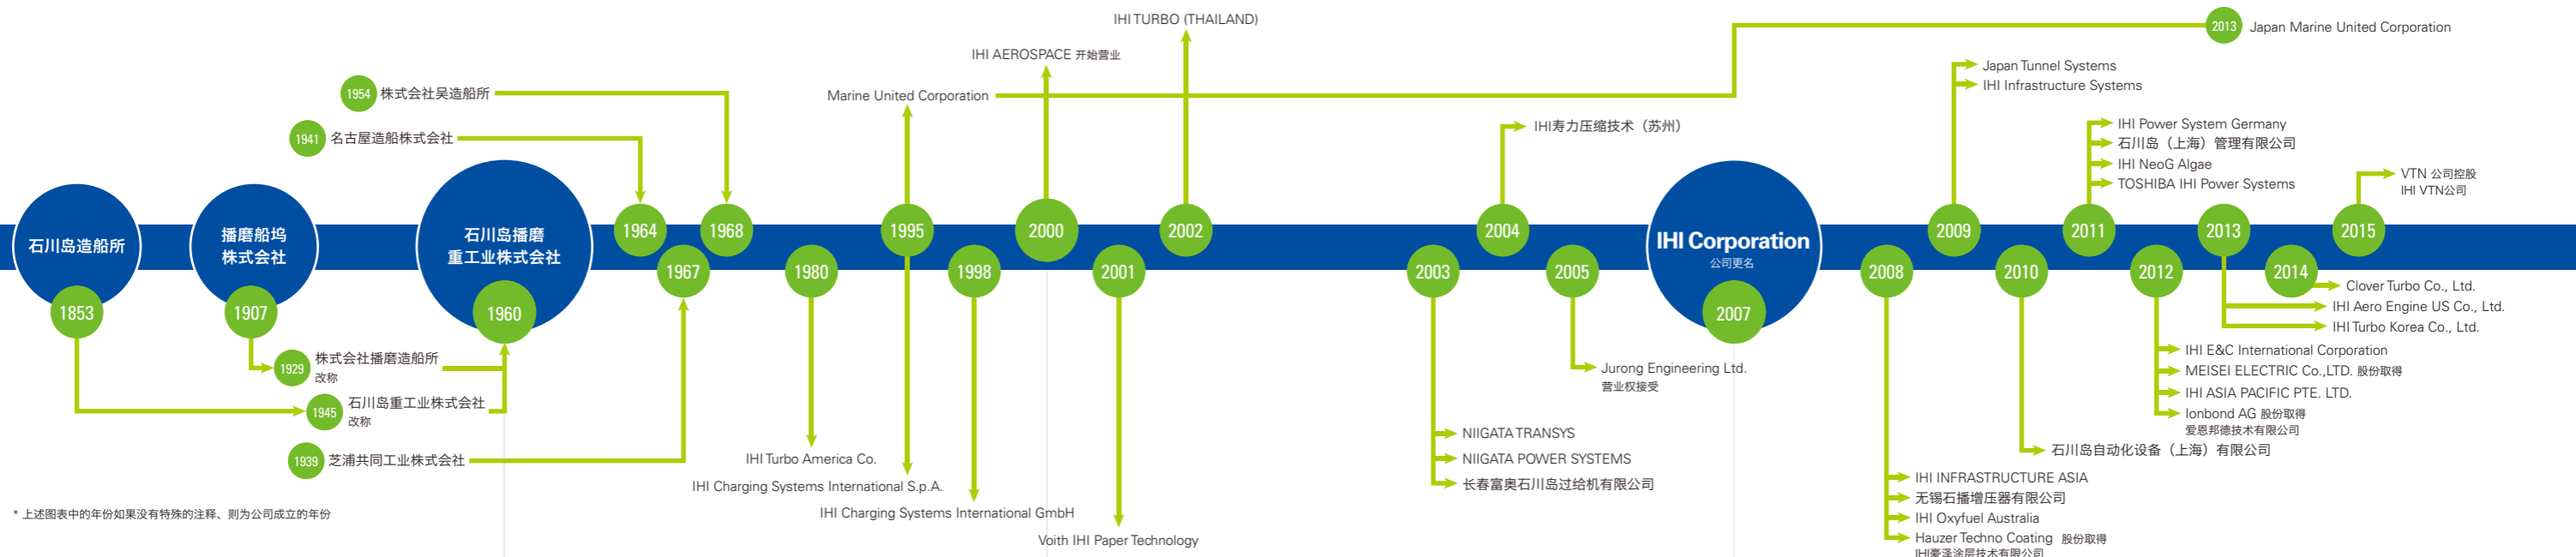 IHI TURBO (THAILAND)
2013 Japan Marine United Corporation
IHI AEROSPACE 开始营业
Japan Tunnel Systems
IHI Infrastructure Systems
1954 株式会社吴造船所
Marine United Corporation
1941 名古屋造船株式会社
IHI寿力压缩技术（苏州）
IHI Power System Germany
石川岛（上海）管理有限公司
IHI NeoG Algae
TOSHIBA IHI Power Systems
VTN 公司控股
IHI VTN公司
石川岛造船所
1853
播磨船坞
株式会社
1907
石川岛播磨
重工业株式会社
1960
1964
1967
1968
1980
1995
1998
2000
2001
2002
2003
2004
2005
IHI Corporation
公司更名
2007
2008
2009
2010
2011
2012
2013
2014
2015
Clover Turbo Co., Ltd.
IHI Aero Engine US Co., Ltd.
IHI Turbo Korea Co., Ltd.
1929 株式会社播磨造船所
改称
1945 石川岛重工业株式会社
改称
1939 芝浦共同工业株式会社
Jurong Engineering Ltd.
营业权接受
IHI E&C International Corporation
MEISEI ELECTRIC Co.,LTD. 股份取得
IHI ASIA PACIFIC PTE. LTD.
Ionbond AG 股份取得
爱恩邦德技术有限公司
IHI Turbo America Co.
IHI Charging Systems International S.p.A.
IHI Charging Systems International GmbH
Voith IHI Paper Technology
NIIGATA TRANSYS
NIIGATA POWER SYSTEMS
长春富奥石川岛过给机有限公司
石川岛自动化设备（上海）有限公司
IHI INFRASTRUCTURE ASIA
无锡石播增压器有限公司
IHI Oxyfuel Australia
Hauzer Techno Coating 股份取得
IHI豪泽涂层技术有限公司
* 上述图表中的年份如果没有特殊的注释、则为公司成立的年份